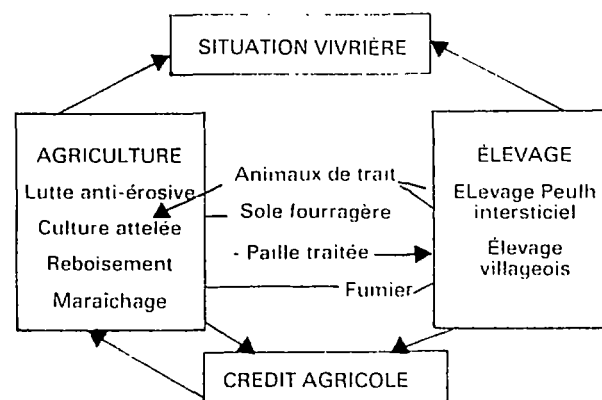 SITUATION VIVRIÈRE
AGRICULTURE
Lutte anti-érosive
Culture attelée
Reboisement
Maraîchage
Animaux de trait
Sole fourragère
- Paille traitée
Fumier
ÉLEVAGE
ELevage Peulh
intersticiel
Élevage
villageois
CREDIT AGRICOLE